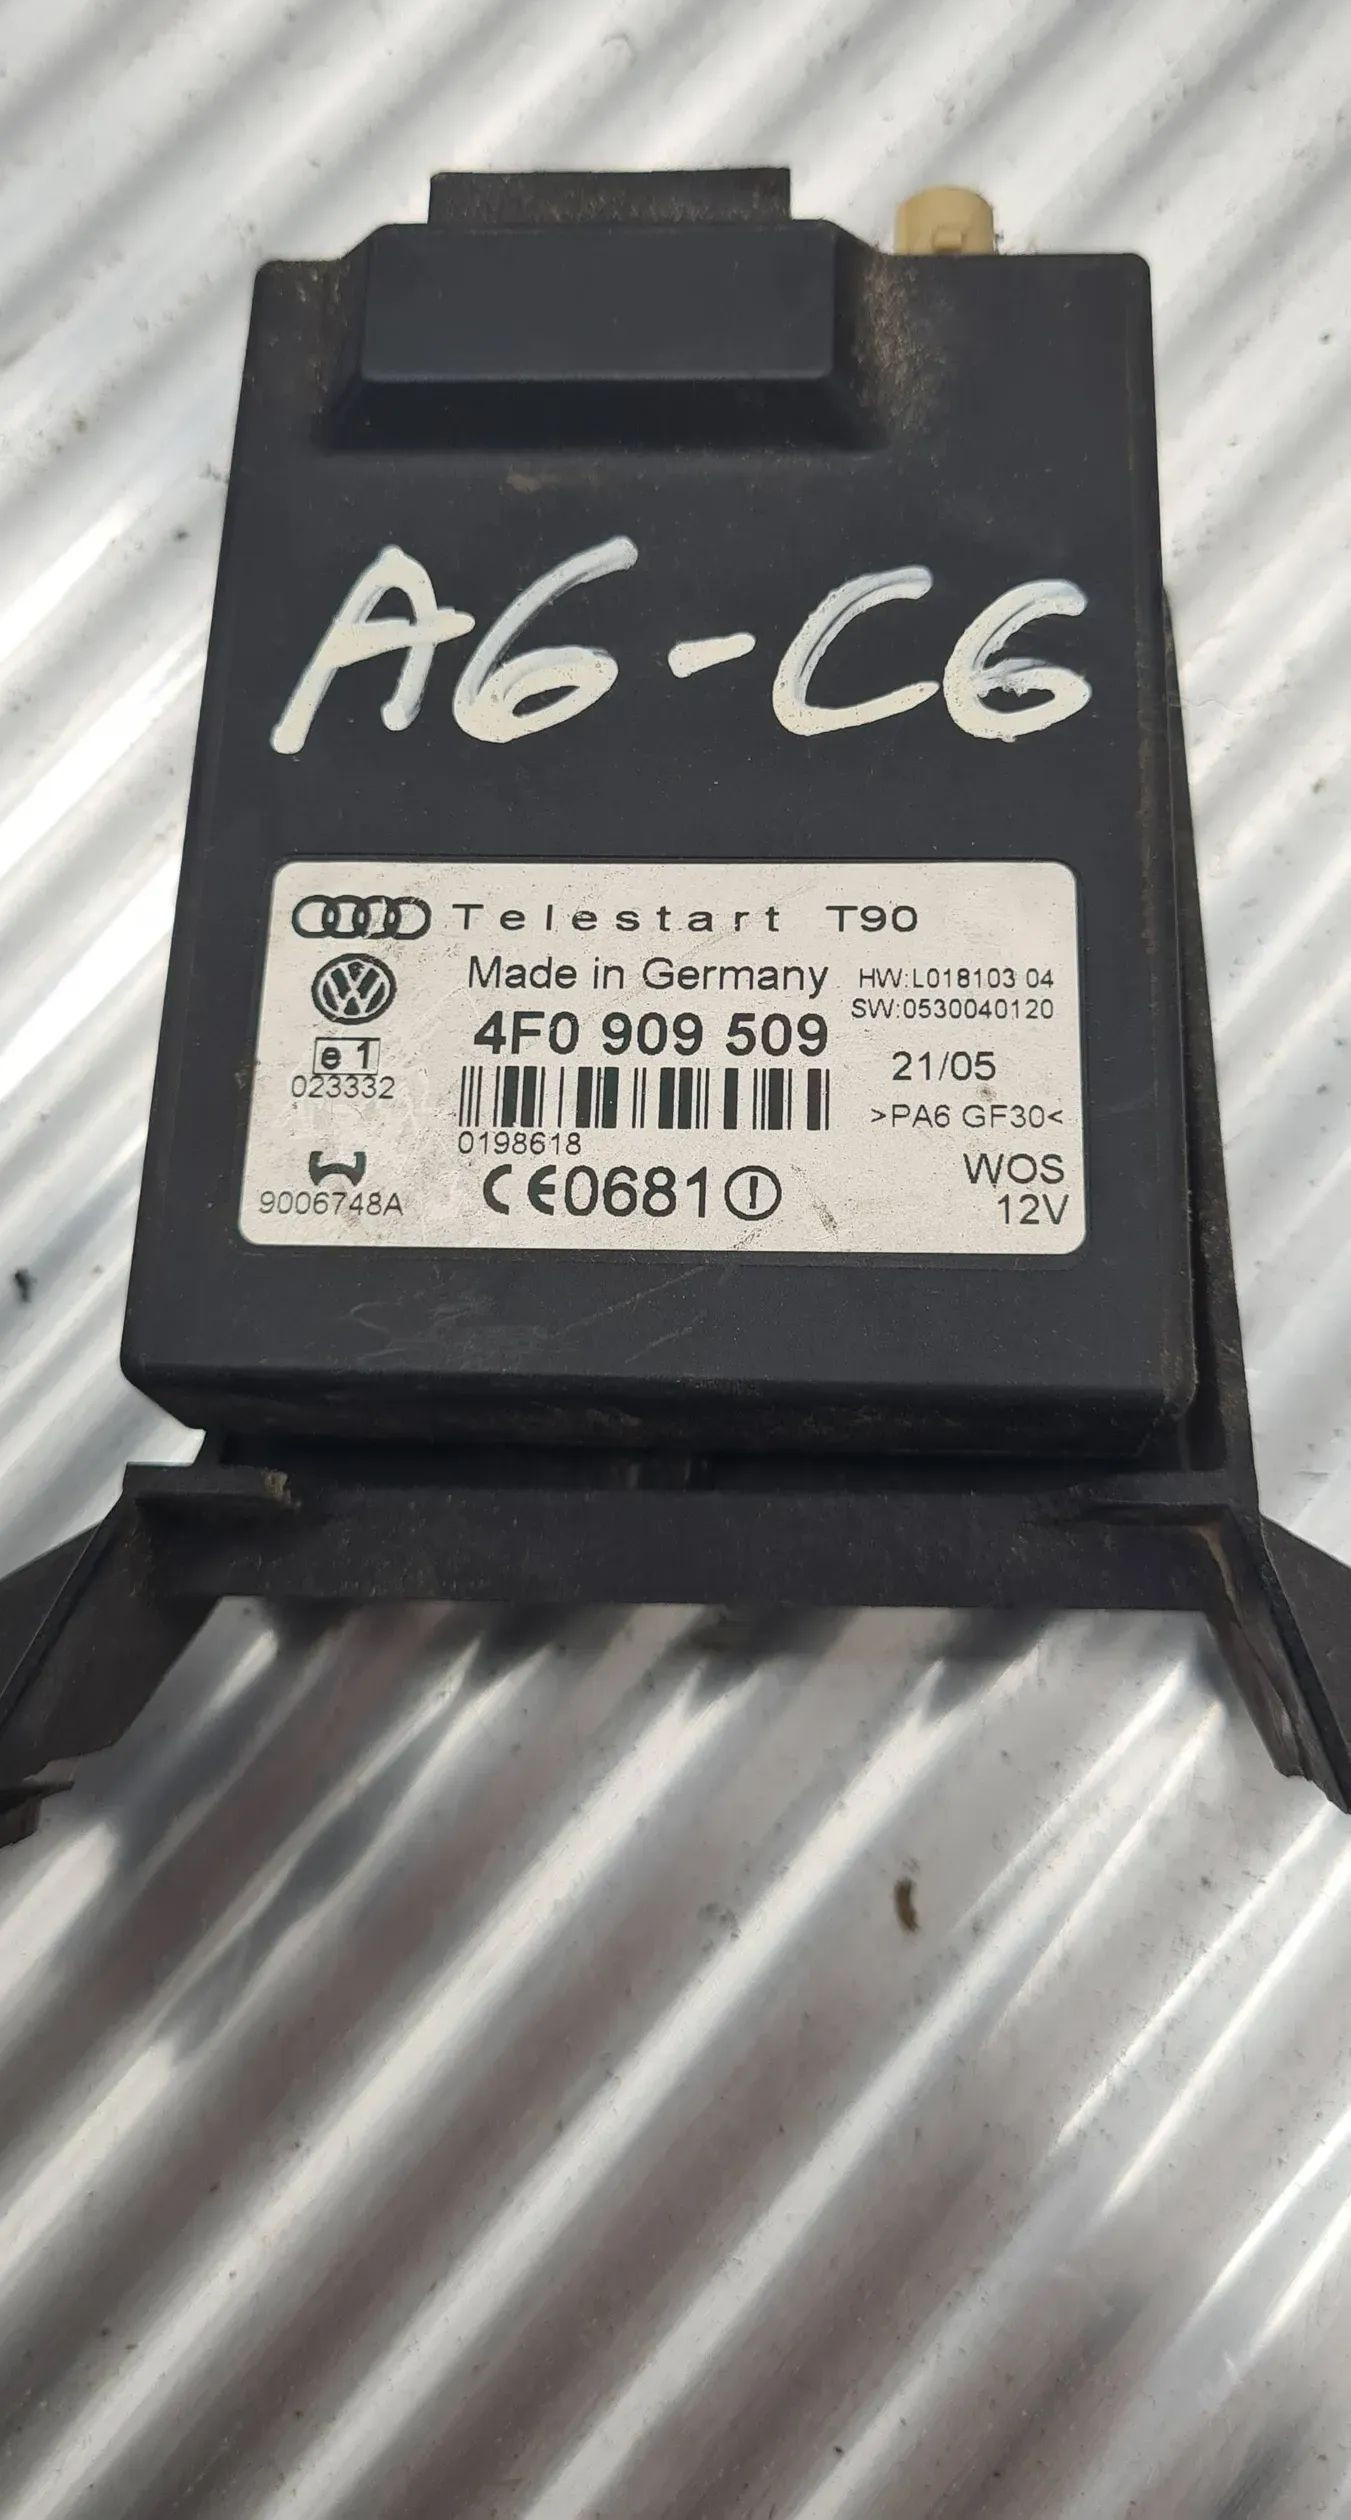 A6-C6
Telestart T90
Made in Germany HW:L018103 04
SW:0530040120
4F0 909 509
e1
023332
21/05
>PA6 GF30<
0198618
9006748A
CE0681
WOS
12V